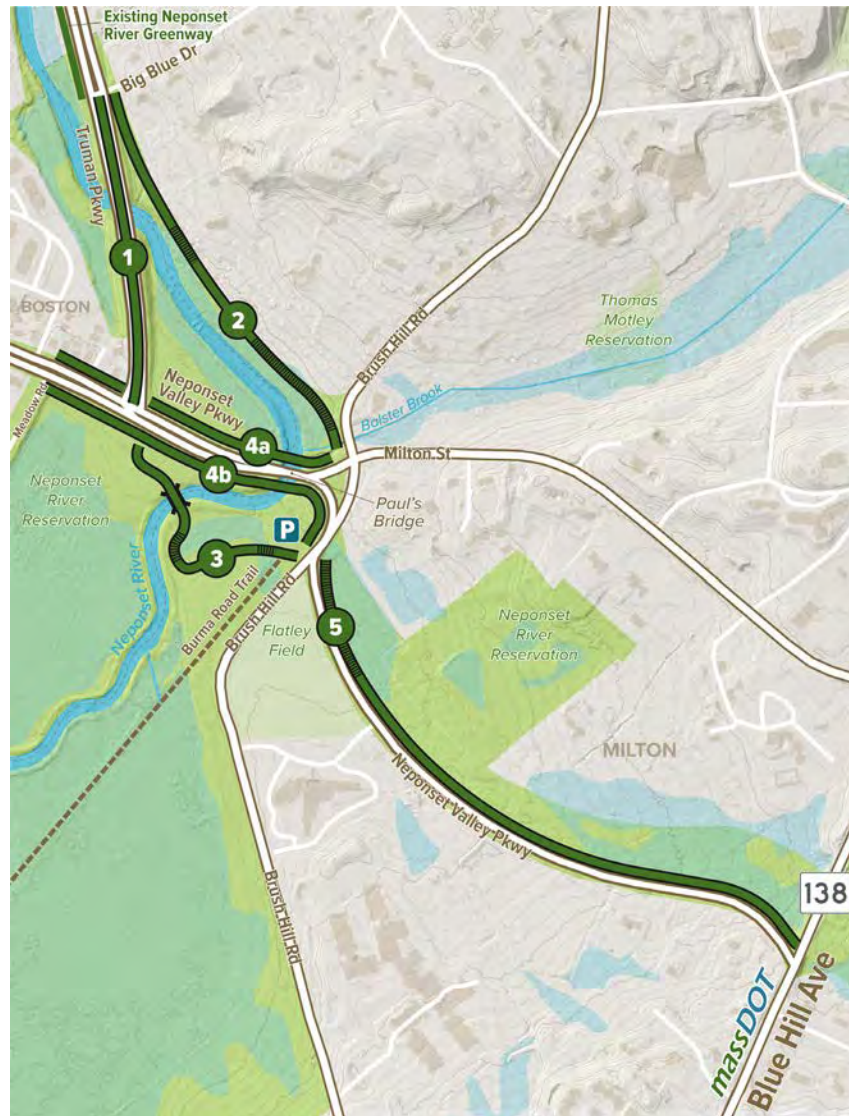 Existing Neponset
River Greenway
Big Blue Dr
Truman Pkwy
1
2
BOSTON
Thomas
Motley
Reservation
Brush Hill Rd
Neponset
Valley Pkwy
Meadow Rd
Bolster Brook
4a
Milton St
4b
Neponset
River
Reservation
Paul's
Bridge
P
3
Neponset River
Burma Road Trail
Brush Hill Rd
Flatley
Field
5
Neponset
River
Reservation
MILTON
Neponset Valley Pkwy
Brush Hill Rd
138
massDOT
Blue Hill Ave